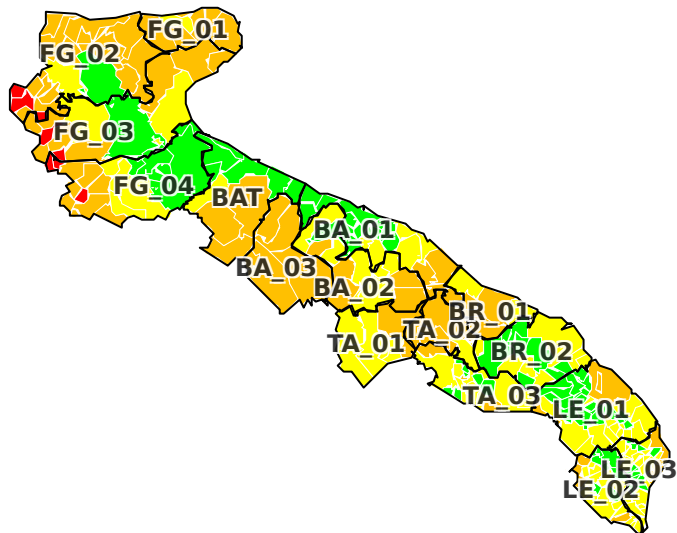 FG_01
FG_02
FG_03
FG_04
BAT
BA_01
BA_03
BA_02
BR_01
TA_02
TA_01
BR_02
TA_03
LE_01
LE_03
LE_02